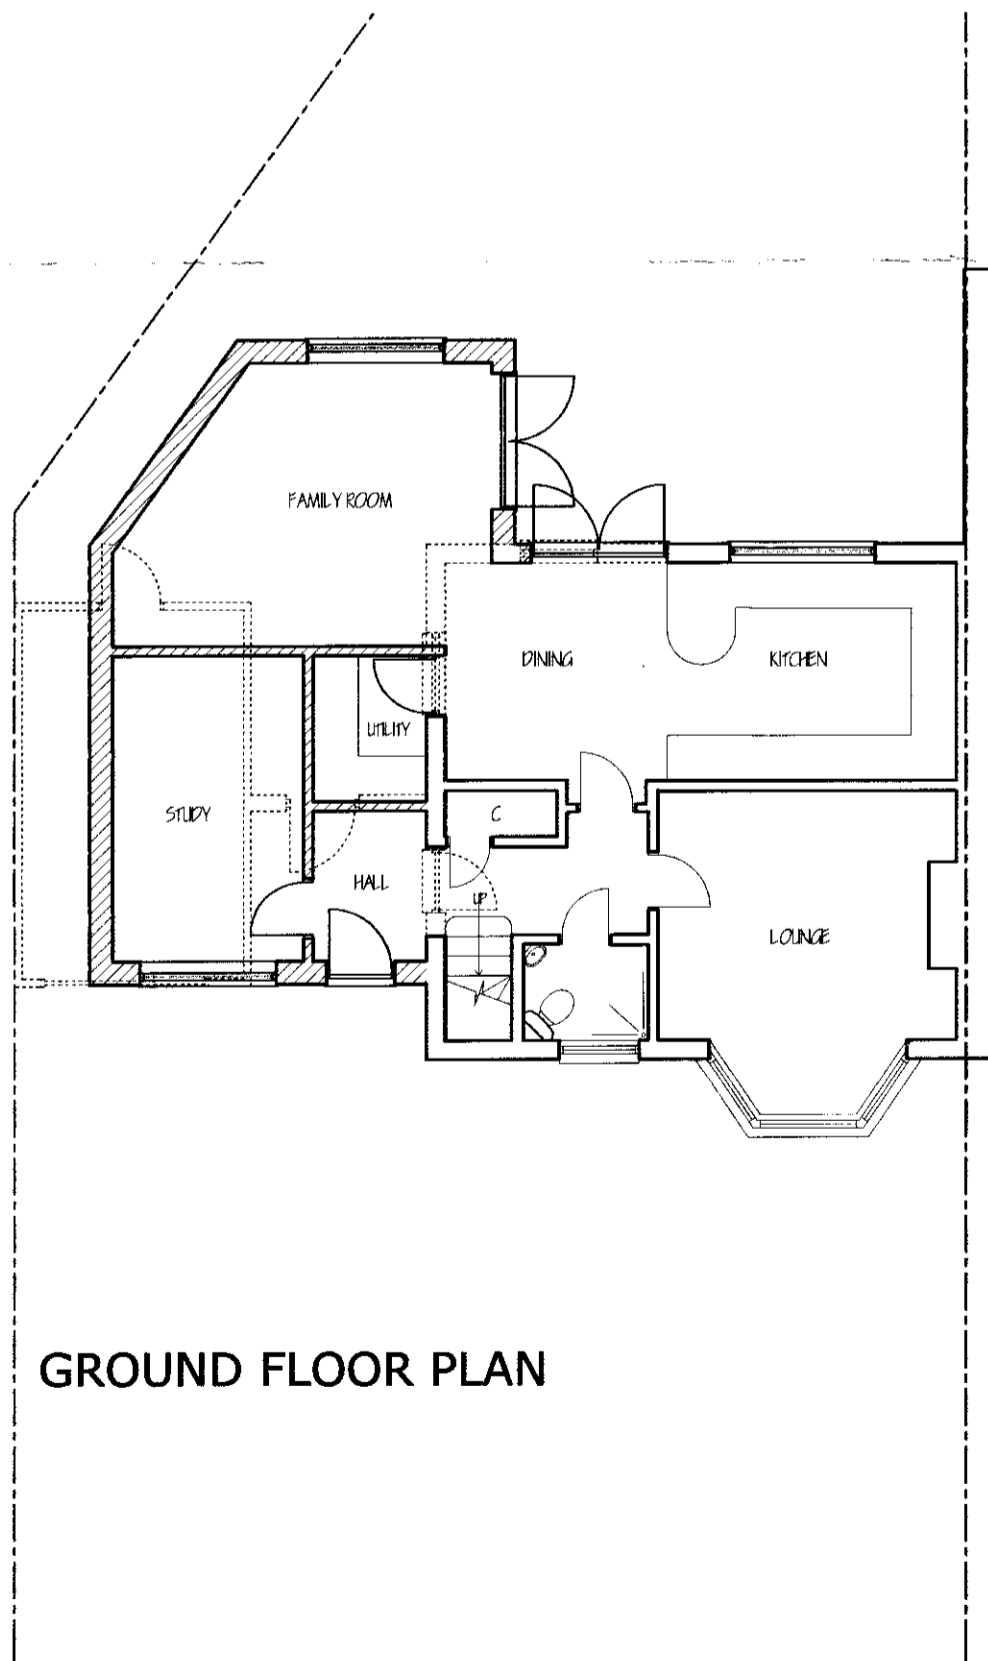 FAMILY ROOM
DINING
KITCHEN
UTILITY
STUDY
C
HALL
UP
LOUNGE
GROUND FLOOR PLAN